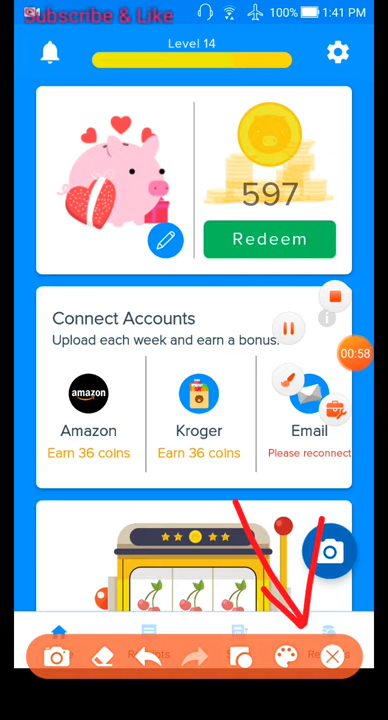 Subscribe & Like
100% 1:41 PM
Level 14
597
Redeem
Connect Accounts
Upload each week and earn a bonus.
00:58
amazon
Amazon Kroger Email
Earn 36 coins Earn 36 coins Please reconnect